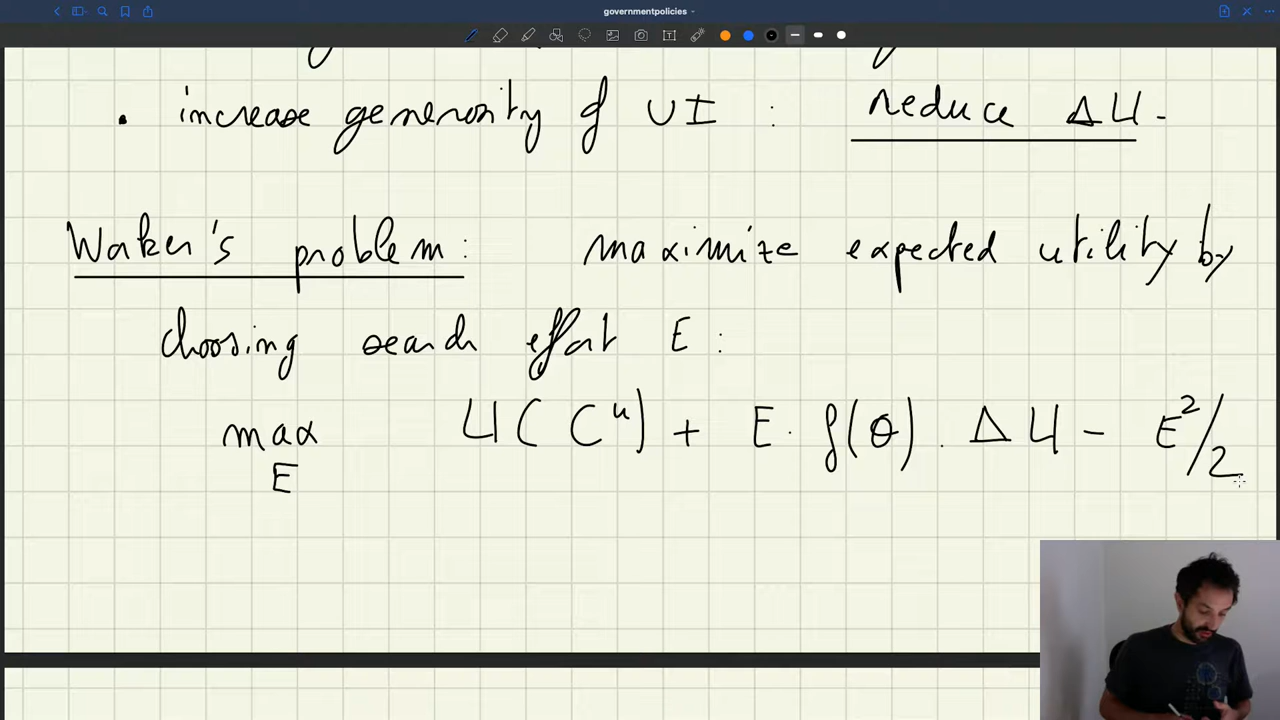 governmentpolicies
• increase generosity of UI : reduce ΔU.
Worker's problem: maximize expected utility by
choosing search effort E :
max U(C^u) + E · f(θ) · ΔU - E²/2
E